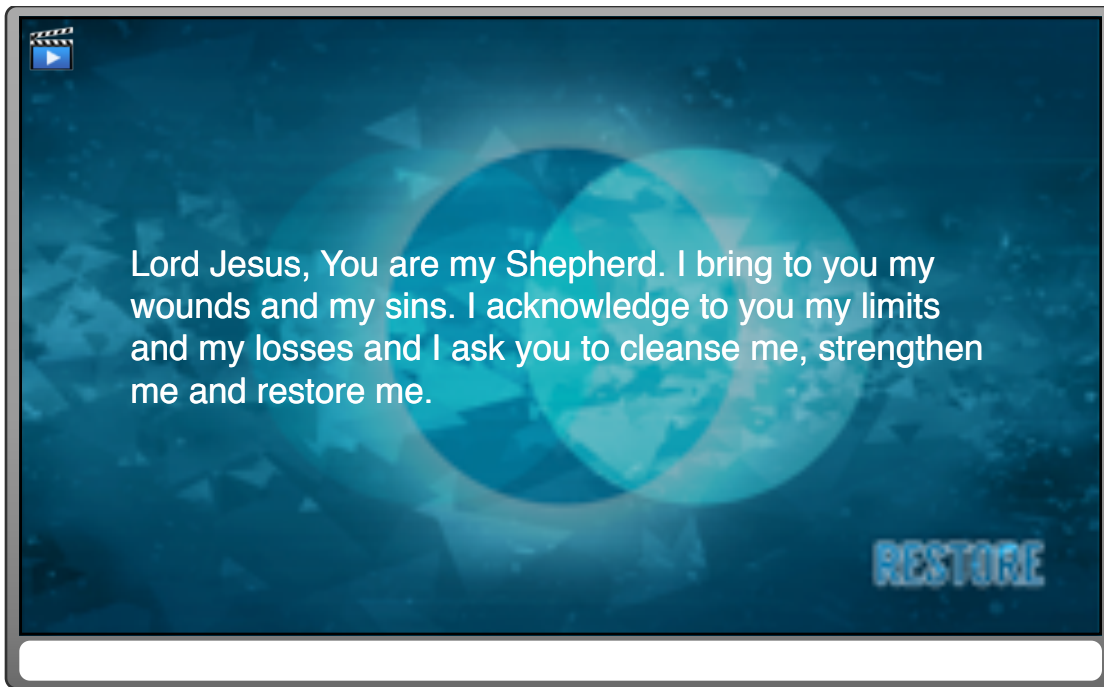 Lord Jesus, You are my Shepherd. I bring to you my
wounds and my sins. I acknowledge to you my limits
and my losses and I ask you to cleanse me, strengthen
me and restore me.
RESTORE